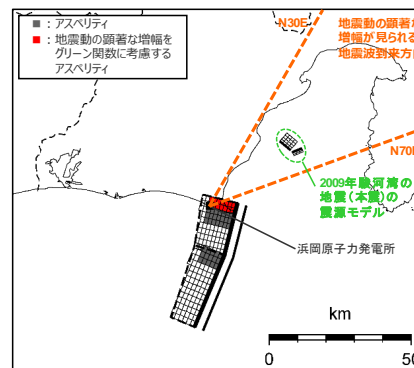 ■ : アスペリティ
■ : 地震動の顕著な増幅を
グリーン関数に考慮する
アスペリティ
N30E
地震動の顕著な
増幅が見られる
地震波到来方向
N70E
2009年駿河湾の
地震(本震)の
震源モデル
浜岡原子力発電所
km
0
50